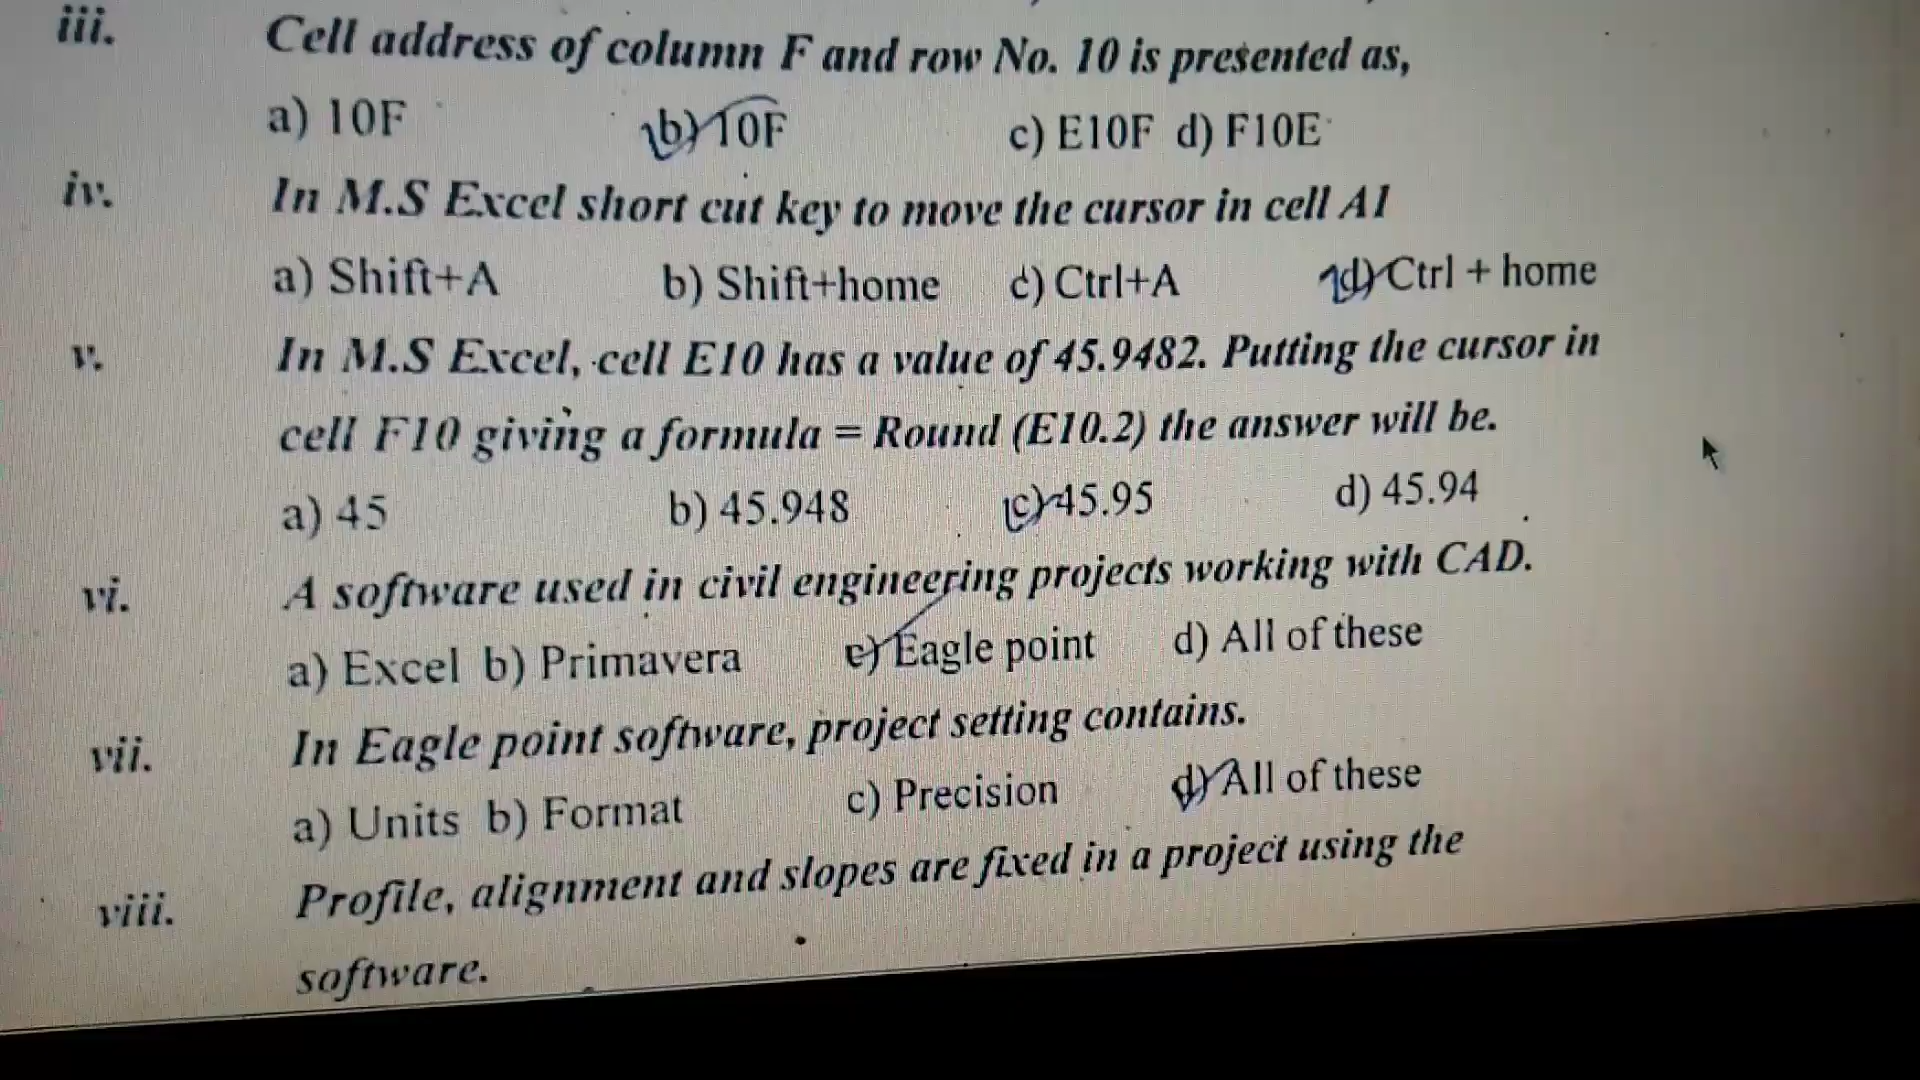 iii. Cell address of column F and row No. 10 is presented as,
a) 10F b) 10F c) E10F d) F10E
iv. In M.S Excel short cut key to move the cursor in cell A1
a) Shift+A b) Shift+home c) Ctrl+A d) Ctrl + home
v. In M.S Excel, cell E10 has a value of 45.9482. Putting the cursor in
cell F10 giving a formula = Round (E10.2) the answer will be.
a) 45 b) 45.948 c) 45.95 d) 45.94
vi. A software used in civil engineering projects working with CAD.
a) Excel b) Primavera c) Eagle point d) All of these
vii. In Eagle point software, project setting contains.
a) Units b) Format c) Precision d) All of these
viii. Profile, alignment and slopes are fixed in a project using the
software.